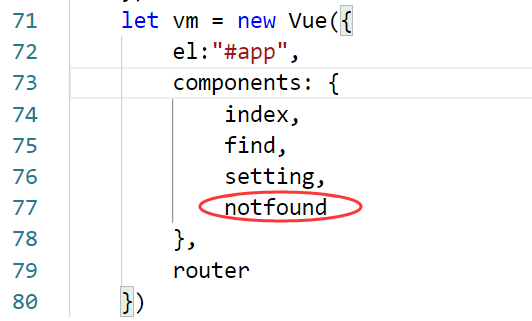 71 let vm = new Vue({
72 el:"#app",
73 components: {
74 index,
75 find,
76 setting,
77 notfound
78 },
79 router
80 })